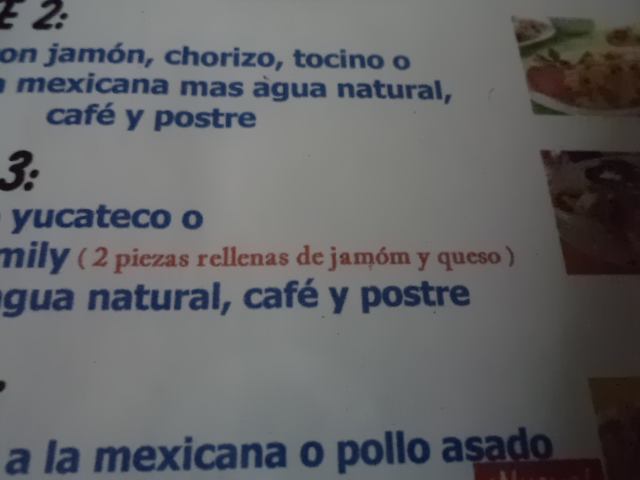 E 2:
on jamón, chorizo, tocino o
mexicana mas àgua natural,
café y postre
3:
yucateco o
mily ( 2 piezas rellenas de jamóm y queso )
gua natural, café y postre
a la mexicana o pollo asado